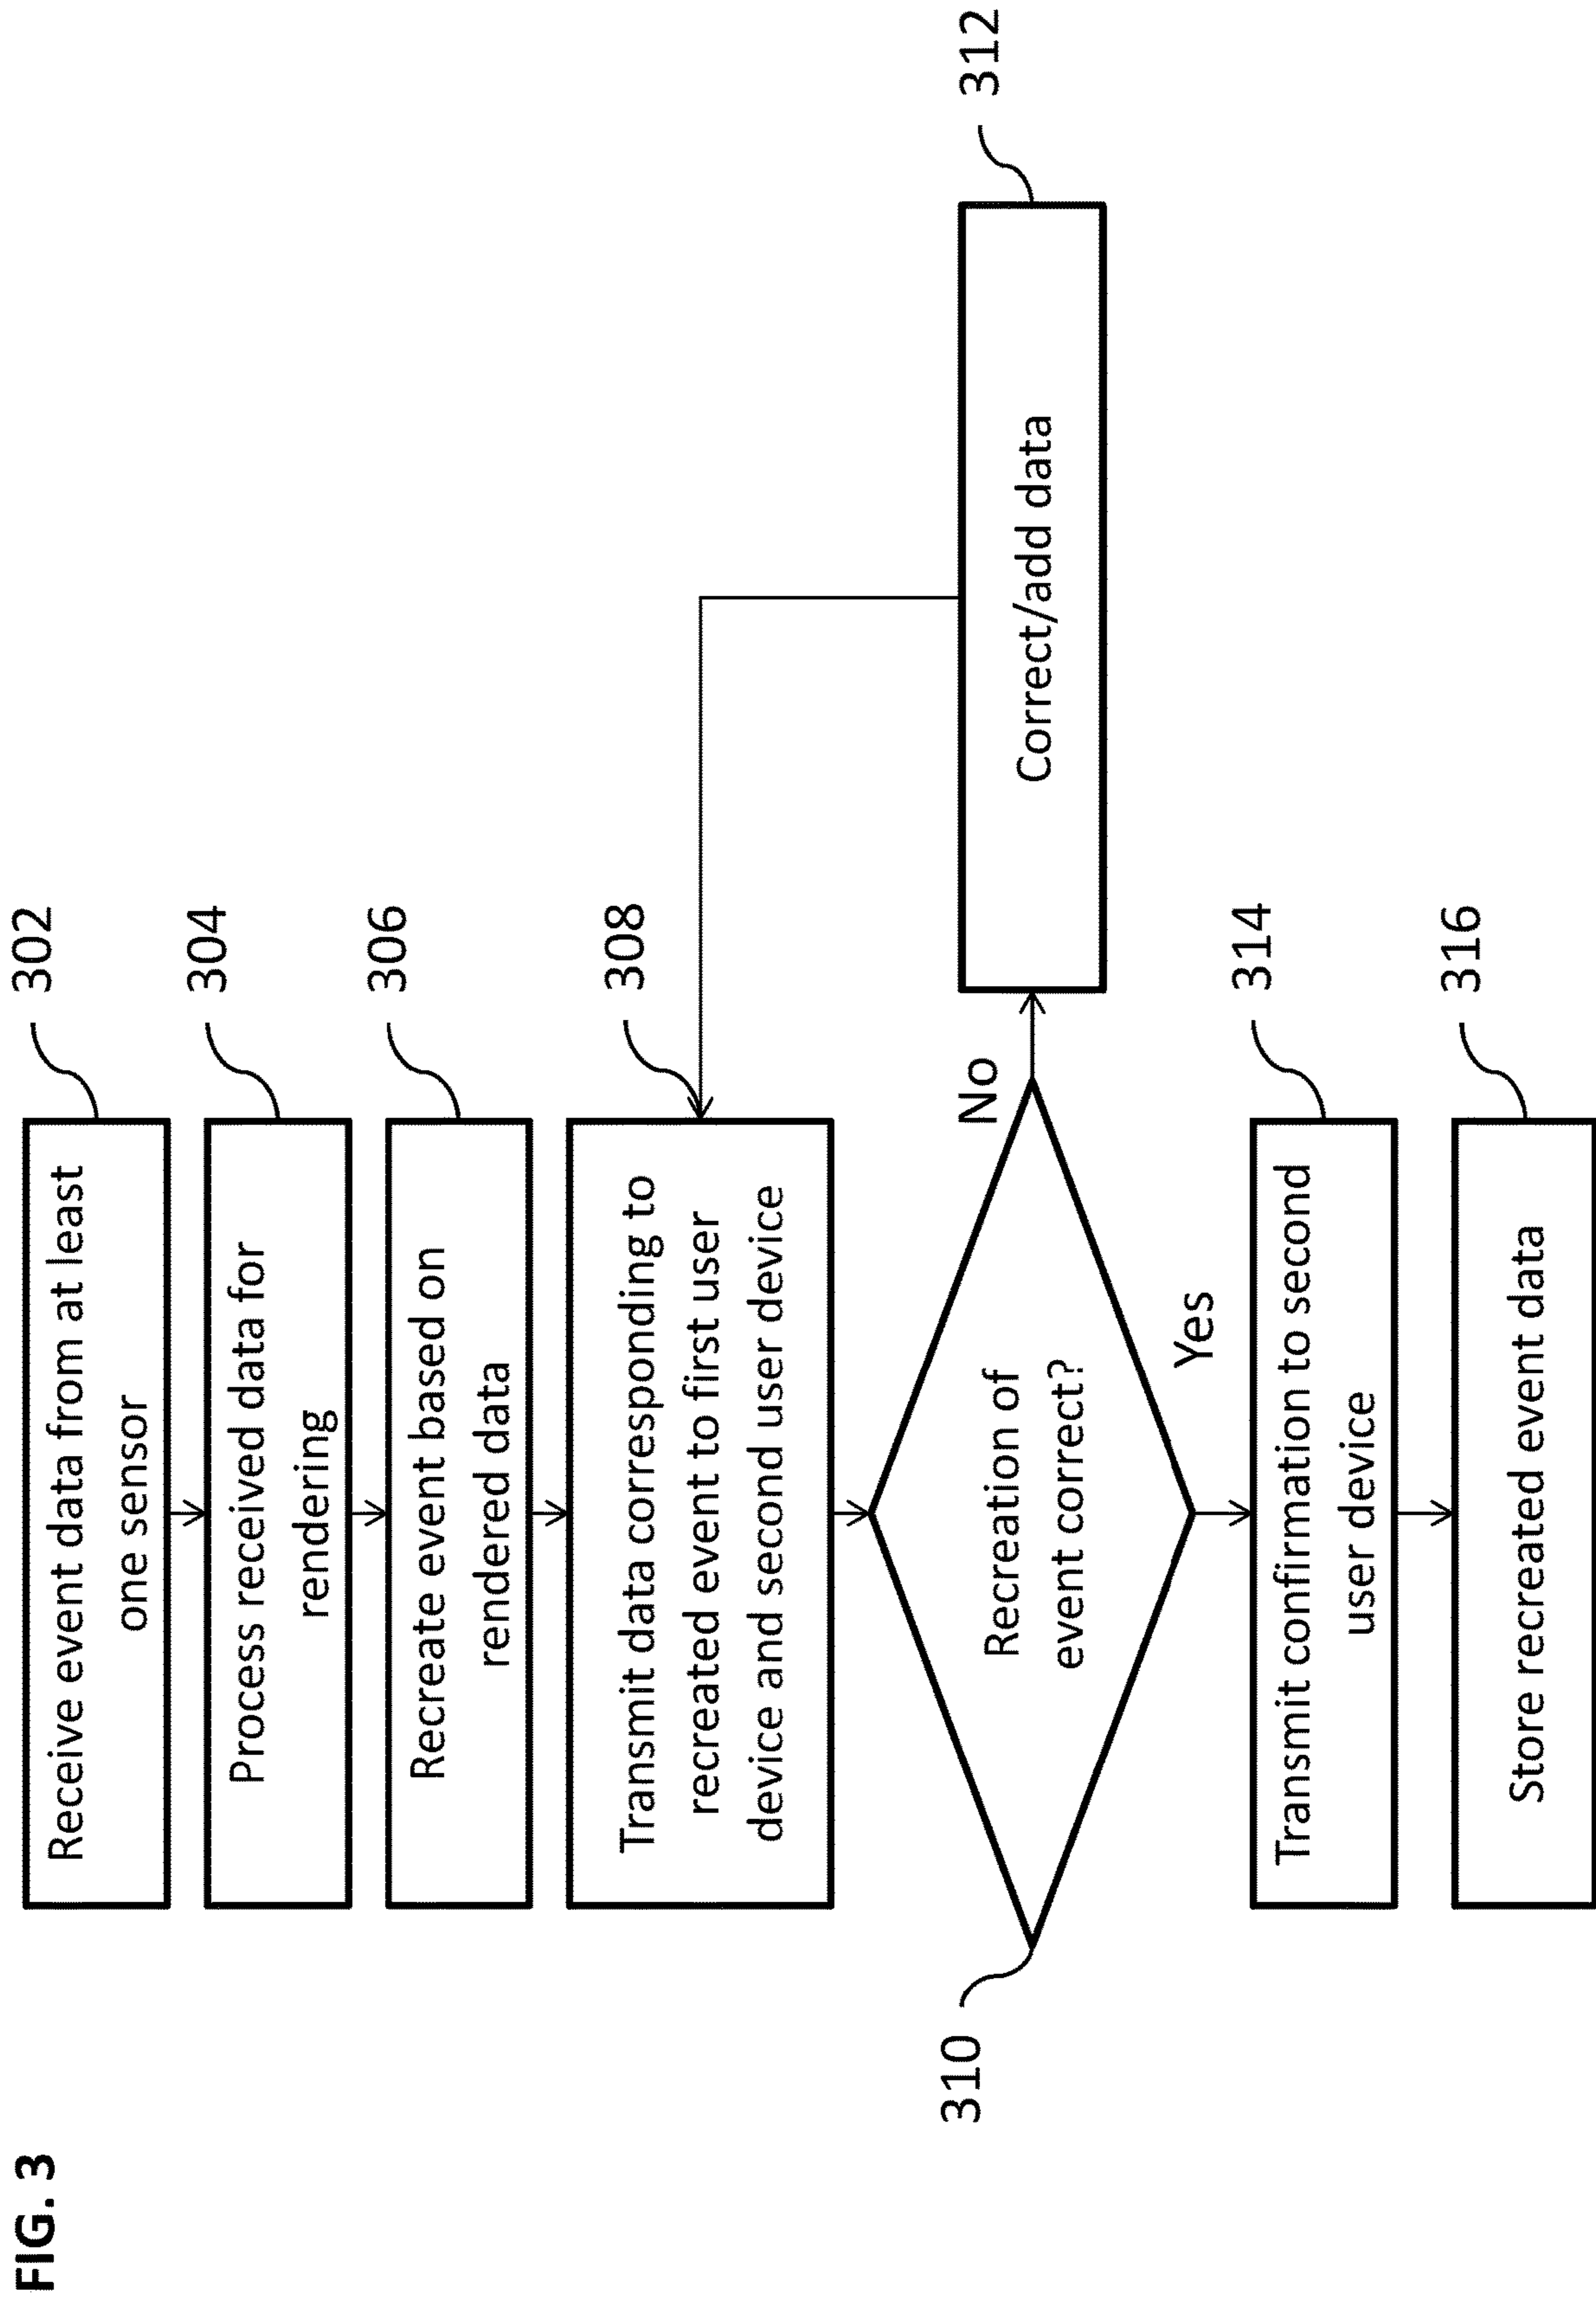 FIG. 3
Receive event data from at least
one sensor
302
Process received data for
rendering
304
Recreate event based on
rendered data
306
Transmit data corresponding to
recreated event to first user
device and second user device
308
310
Recreation of
event correct?
No
Correct/add data
312
Yes
Transmit confirmation to second
user device
314
Store recreated event data
316